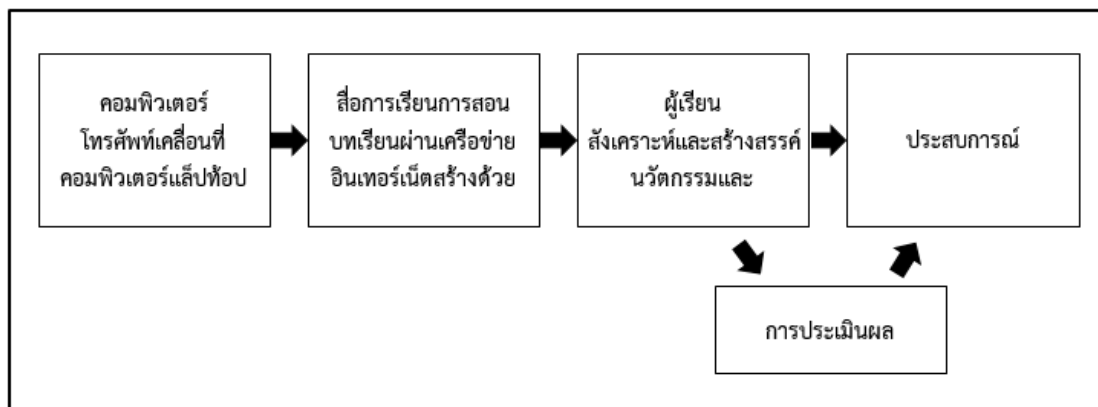 คอมพิวเตอร์
โทรศัพท์เคลื่อนที่
คอมพิวเตอร์แล็ปท้อป
สื่อการเรียนการสอน
บทเรียนผ่านเครือข่าย
อินเทอร์เน็ตสร้างด้วย
ผู้เรียน
สังเคราะห์และสร้างสรรค์
นวัตกรรมและ
ประสบการณ์
การประเมินผล